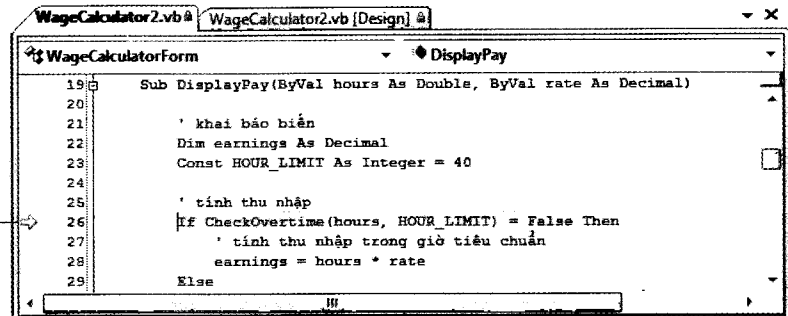 WageCalculator2.vb WageCalculator2.vb [Design]
WageCalculatorForm DisplayPay
19 Sub DisplayPay(ByVal hours As Double, ByVal rate As Decimal)
20
21 ' khai báo biến
22 Dim earnings As Decimal
23 Const HOUR_LIMIT As Integer = 40
24
25 ' tính thu nhập
26 If CheckOvertime(hours, HOUR_LIMIT) = False Then
27 ' tính thu nhập trong giờ tiêu chuẩn
28 earnings = hours * rate
29 Else